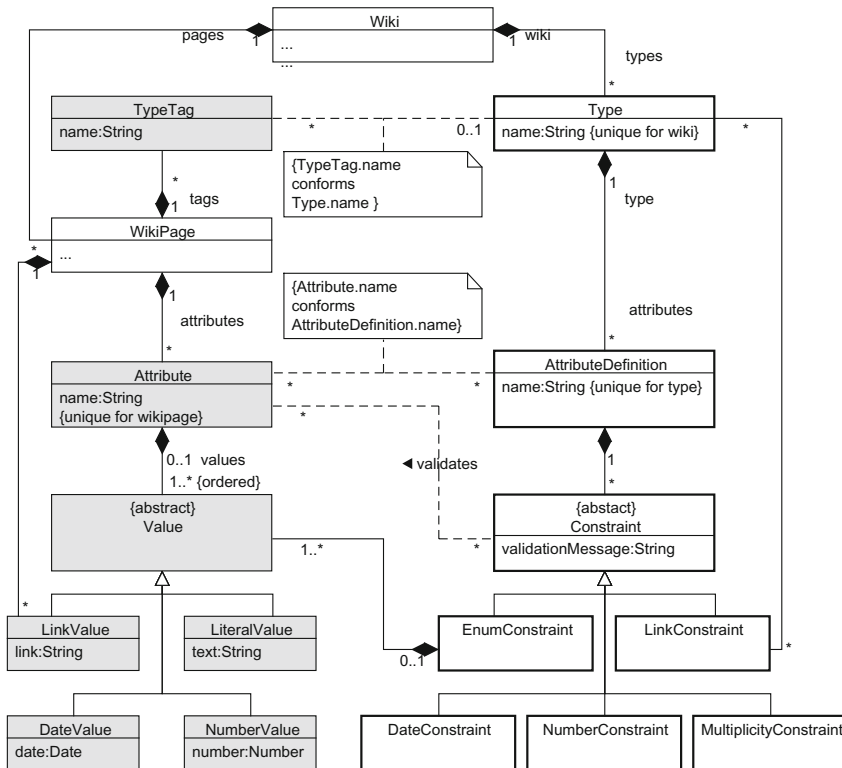 Wiki
...
...
pages
1
1
wiki
types
*
TypeTag
name:String
*
0..1
Type
name:String {unique for wiki}
*
{TypeTag.name
conforms
Type.name }
*
tags
1
1
type
WikiPage
...
*
1
1
{Attribute.name
conforms
AttributeDefinition.name}
attributes
*
attributes
*
Attribute
name:String
{unique for wikipage}
*
*
*
AttributeDefinition
name:String {unique for type}
0..1 values
1..* {ordered}
◄ validates
1
*
{abstract}
Value
1..*
*
{abstact}
Constraint
validationMessage:String
*
LinkValue
link:String
LiteralValue
text:String
0..1
EnumConstraint
LinkConstraint
*
DateValue
date:Date
NumberValue
number:Number
DateConstraint
NumberConstraint
MultiplicityConstraint